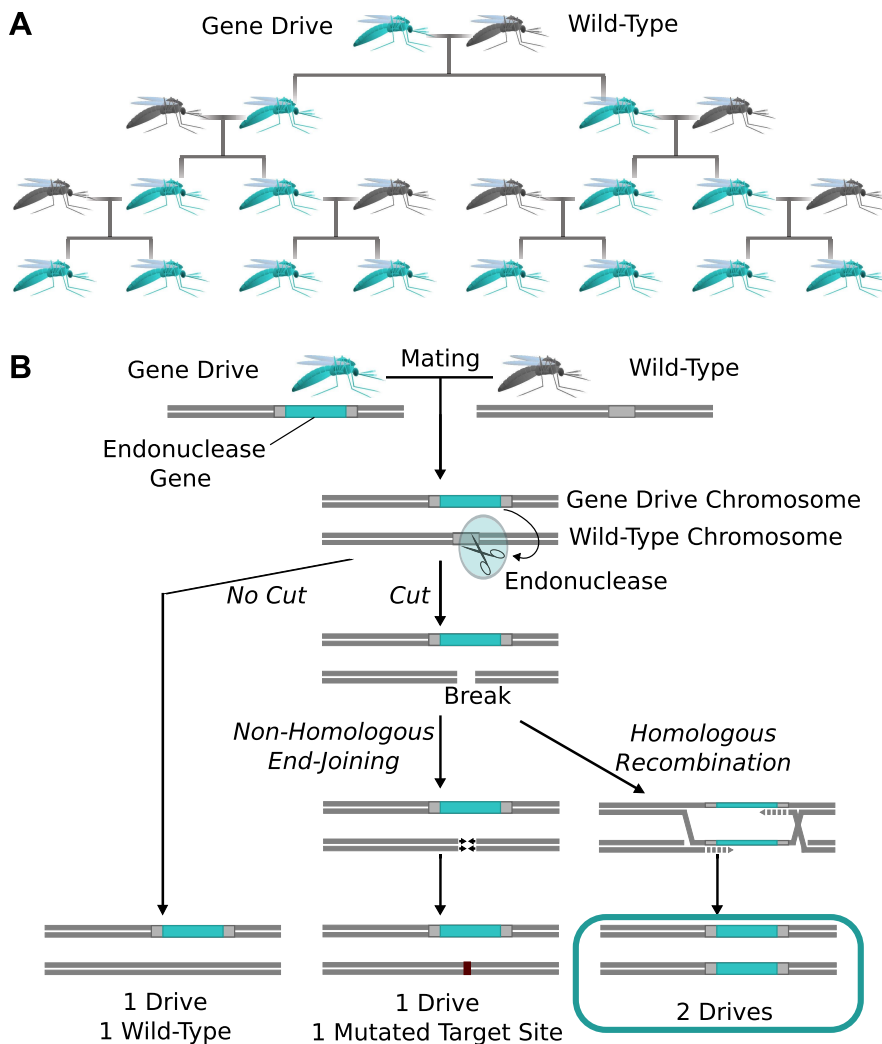 A
Gene Drive
Wild-Type
B
Mating
Gene Drive
Wild-Type
Endonuclease
Gene
Gene Drive Chromosome
Wild-Type Chromosome
Endonuclease
No Cut
Cut
Break
Non-Homologous
End-Joining
Homologous
Recombination
1 Drive
1 Wild-Type
1 Drive
1 Mutated Target Site
2 Drives